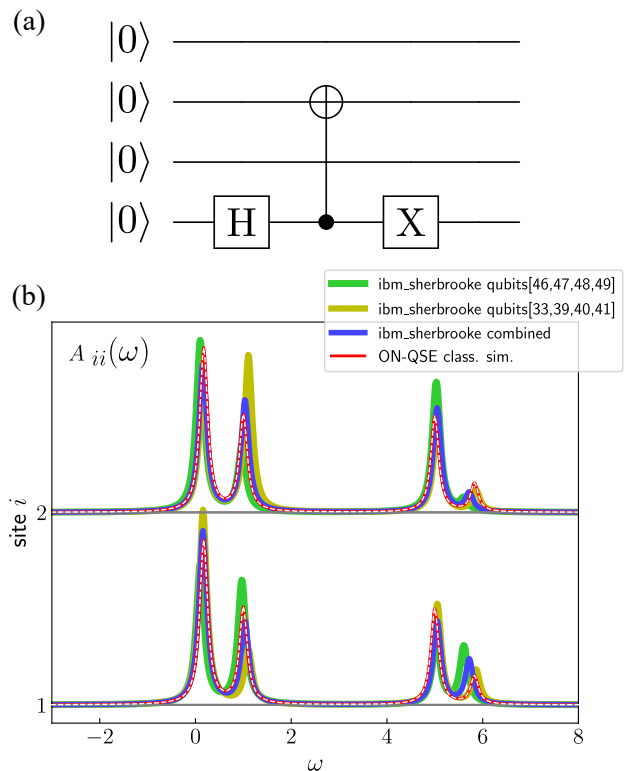 (a)
|0⟩
|0⟩
|0⟩
|0⟩ H X
(b)
ibm_sherbrooke qubits[46,47,48,49]
ibm_sherbrooke qubits[33,39,40,41]
ibm_sherbrooke combined
ON-QSE class. sim.
A ii(ω)
site i
2
1
−2 0 2 4 6 8
ω